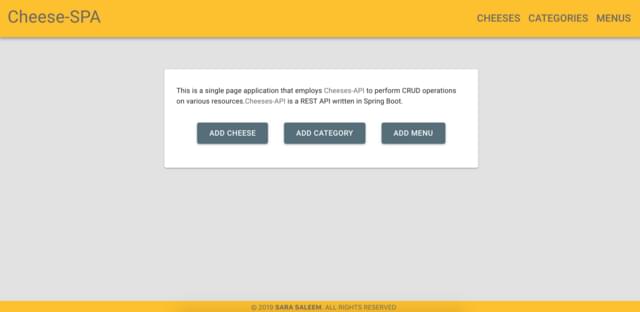 Cheese-SPA
CHEESES CATEGORIES MENUS
This is a single page application that employs Cheeses-API to perform CRUD operations
on various resources.Cheeses-API is a REST API written in Spring Boot.
ADD CHEESE ADD CATEGORY ADD MENU
© 2019 SARA SALEEM. ALL RIGHTS RESERVED